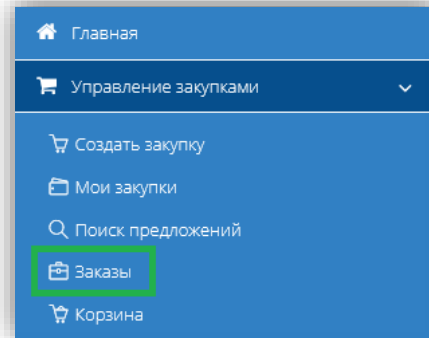 Главная
Управление закупками
Создать закупку
Мои закупки
Поиск предложений
Заказы
Корзина